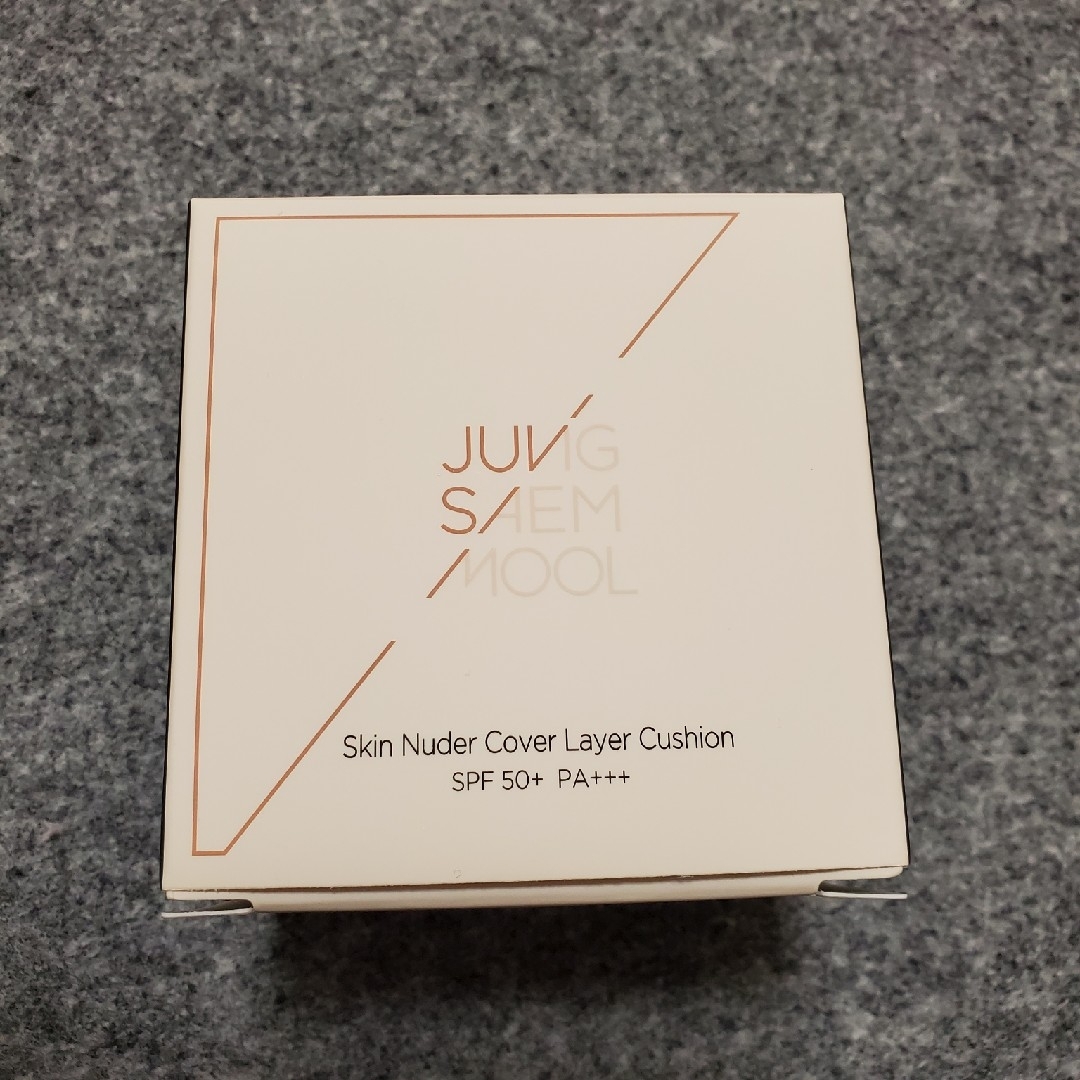 JUNG
SAEM
MOOL
Skin Nuder Cover Layer Cushion
SPF 50+ PA+++